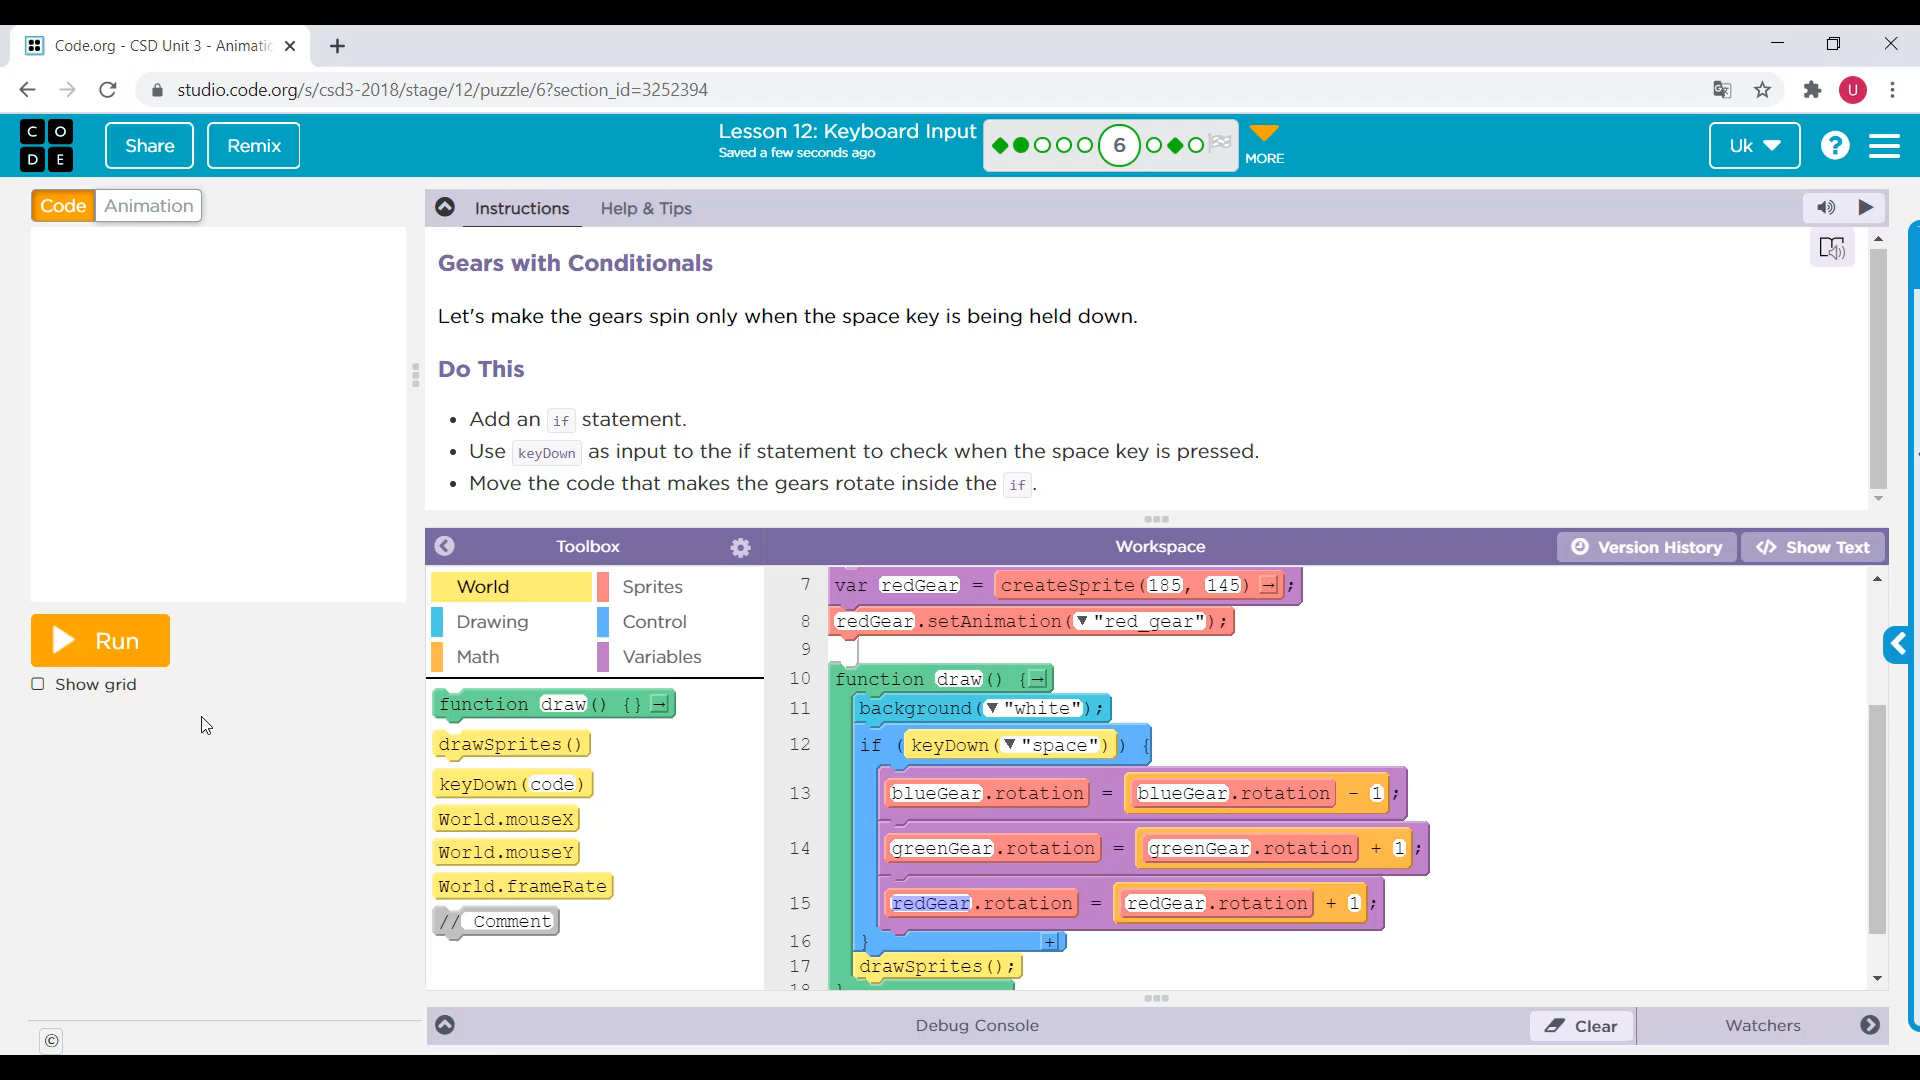 Code.org - CSD Unit 3 - Animatic
studio.code.org/s/csd3-2018/stage/12/puzzle/6?section_id=3252394
U
C O
D E
Share
Remix
Lesson 12: Keyboard Input
Saved a few seconds ago
6
MORE
Uk
?
Code
Animation
Instructions
Help & Tips
Gears with Conditionals
Let's make the gears spin only when the space key is being held down.
Do This
• Add an if statement.
• Use keyDown as input to the if statement to check when the space key is pressed.
• Move the code that makes the gears rotate inside the if.
Run
Show grid
Toolbox
Workspace
Version History
</> Show Text
World
Sprites
Drawing
Control
Math
Variables
function draw() {}
drawSprites()
keyDown(code)
World.mouseX
World.mouseY
World.frameRate
// Comment
7 var redGear = createSprite(185, 145);
8 redGear.setAnimation("red_gear");
9
10 function draw() {
11 background("white");
12 if (keyDown("space")) {
13 blueGear.rotation = blueGear.rotation - 1;
14 greenGear.rotation = greenGear.rotation + 1;
15 redGear.rotation = redGear.rotation + 1;
16 } +
17 drawSprites();
18 }
Debug Console
Clear
Watchers
©